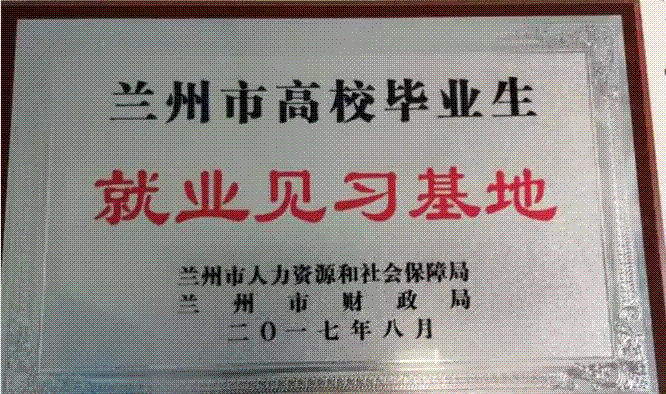 兰州市高校毕业生
就业见习基地
兰州市人力资源和社会保障局
兰州市财政局
二〇一七年八月